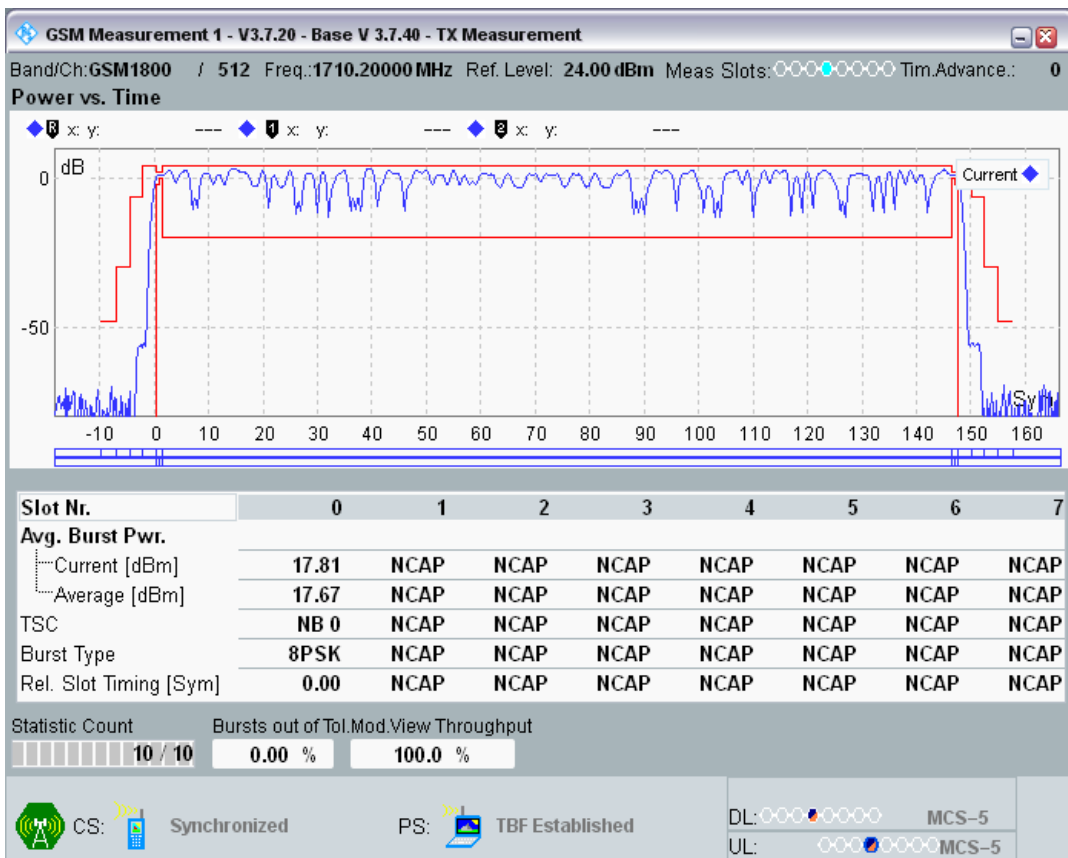 GSM Measurement 1 - V3.7.20 - Base V 3.7.40 - TX Measurement
Band/Ch:GSM1800 / 512 Freq.:1710.20000 MHz Ref. Level: 24.00 dBm Meas Slots: Tim.Advance.: 0
Power vs. Time
R x: y: --- 1 x: y: --- 2 x: y: ---
dB
0
Current
-50
Sym
-10 0 10 20 30 40 50 60 70 80 90 100 110 120 130 140 150 160
Slot Nr. 0 1 2 3 4 5 6 7
Avg. Burst Pwr.
Current [dBm] 17.81 NCAP NCAP NCAP NCAP NCAP NCAP NCAP
Average [dBm] 17.67 NCAP NCAP NCAP NCAP NCAP NCAP NCAP
TSC NB 0 NCAP NCAP NCAP NCAP NCAP NCAP NCAP
Burst Type 8PSK NCAP NCAP NCAP NCAP NCAP NCAP NCAP
Rel. Slot Timing [Sym] 0.00 NCAP NCAP NCAP NCAP NCAP NCAP NCAP
Statistic Count Bursts out of Tol.Mod.View Throughput
10 / 10 0.00 % 100.0 %
CS: Synchronized PS: TBF Established
DL: MCS-5
UL: MCS-5